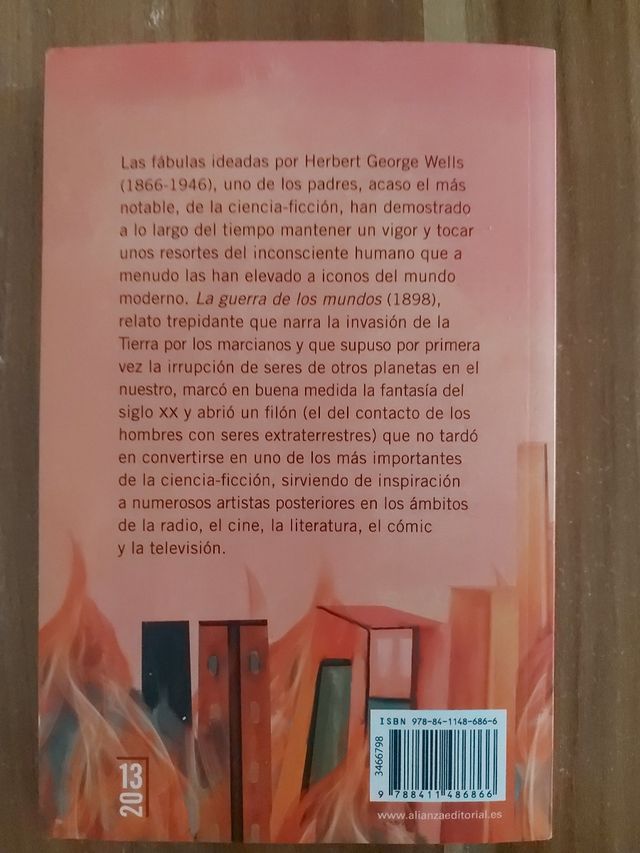 Las fábulas ideadas por Herbert George Wells
(1866-1946), uno de los padres, acaso el más
notable, de la ciencia-ficción, han demostrado
a lo largo del tiempo mantener un vigor y tocar
unos resortes del inconsciente humano que a
menudo las han elevado a iconos del mundo
moderno. La guerra de los mundos (1898),
relato trepidante que narra la invasión de la
Tierra por los marcianos y que supuso por primera
vez la irrupción de seres de otros planetas en el
nuestro, marcó en buena medida la fantasía del
siglo XX y abrió un filón (el del contacto de los
hombres con seres extraterrestres) que no tardó
en convertirse en uno de los más importantes
de la ciencia-ficción, sirviendo de inspiración
a numerosos artistas posteriores en los ámbitos
de la radio, el cine, la literatura, el cómic
y la televisión.
13
20
ISBN 978-84-1148-686-6
3466798
9 788411 486866
www.alianzaeditorial.es